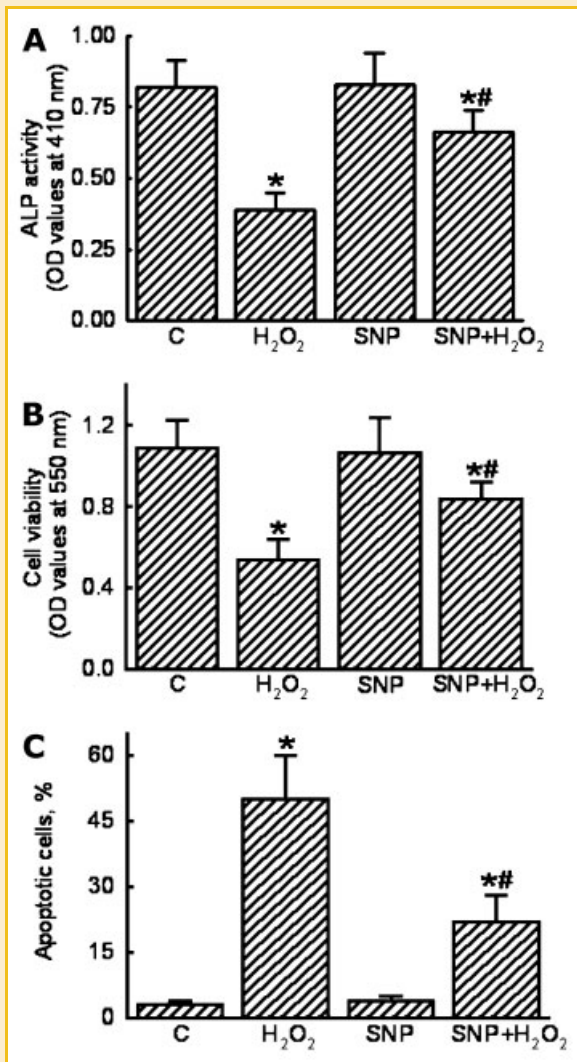 A
ALP activity
(OD values at 410 nm)
1.00
0.75
0.50
0.25
0.00
*
*#
C H₂O₂ SNP SNP+H₂O₂
B
Cell viability
(OD values at 550 nm)
1.2
0.8
0.4
0.0
*
*#
C H₂O₂ SNP SNP+H₂O₂
C
Apoptotic cells, %
60
45
30
15
0
*
*#
C H₂O₂ SNP SNP+H₂O₂